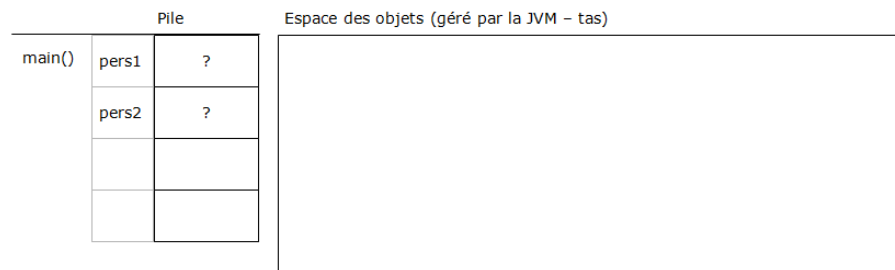 Pile
Espace des objets (géré par la JVM – tas)
main()
pers1
?
pers2
?